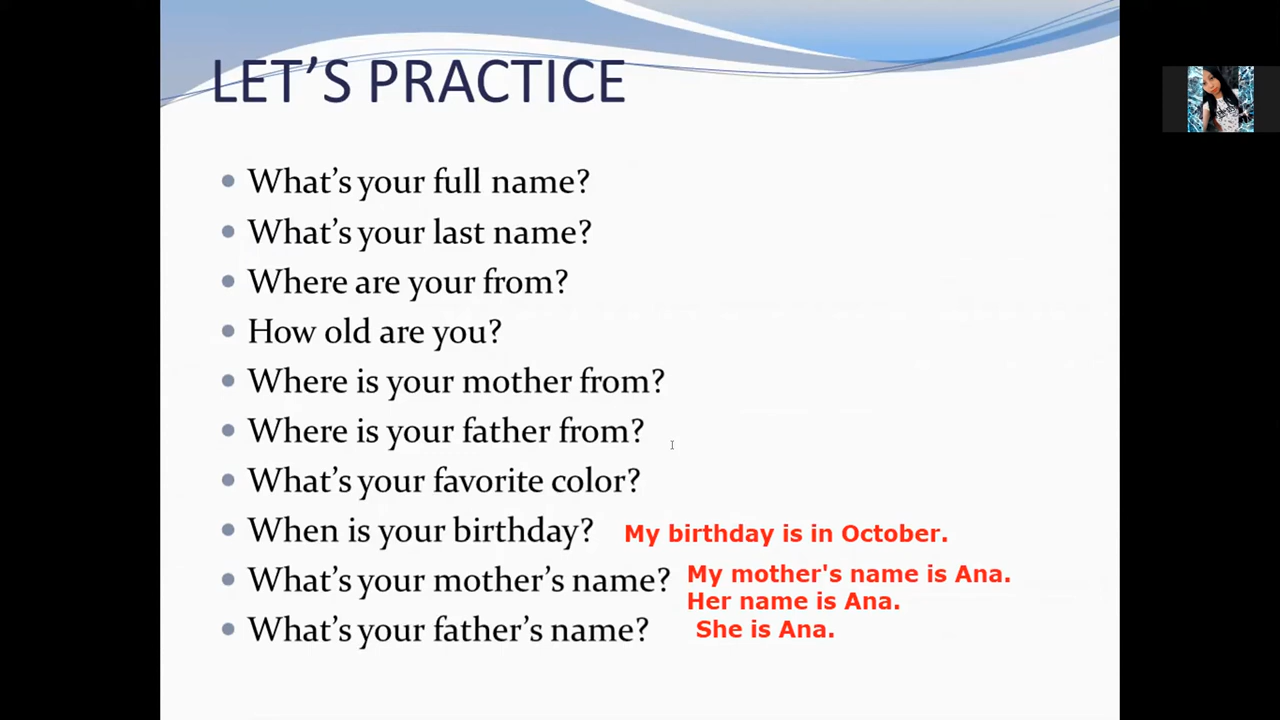 LET’S PRACTICE
• What’s your full name?
• What’s your last name?
• Where are your from?
• How old are you?
• Where is your mother from?
• Where is your father from?
• What’s your favorite color?
• When is your birthday? My birthday is in October.
• What’s your mother’s name? My mother's name is Ana.
Her name is Ana.
• What’s your father’s name? She is Ana.